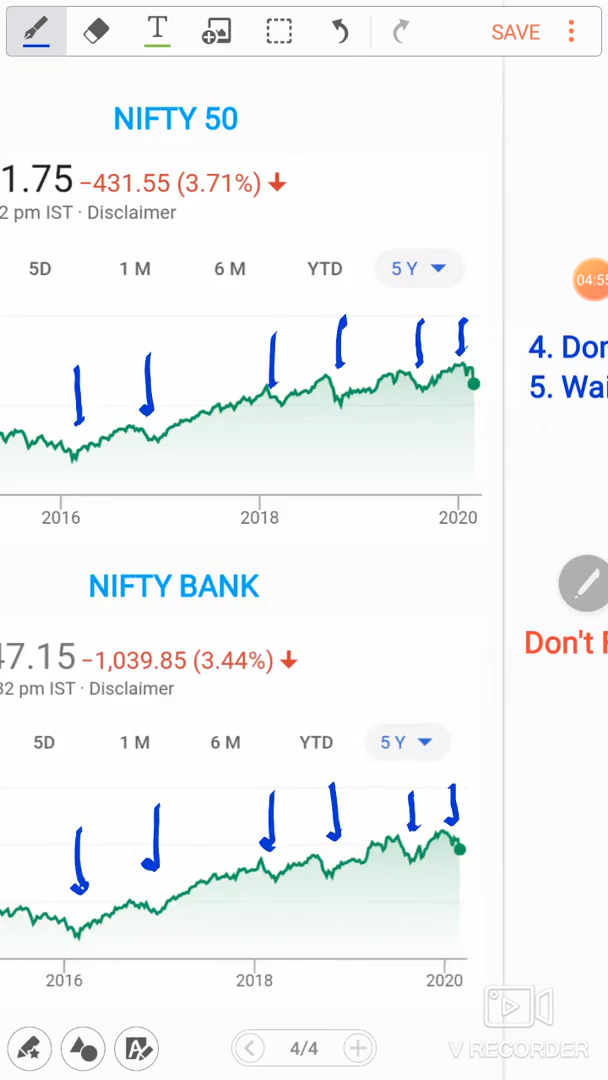 T
SAVE
NIFTY 50
1.75 −431.55 (3.71%)
2 pm IST · Disclaimer
5D 1 M 6 M YTD 5 Y
04:55
4. Don
5. Wai
2016 2018 2020
NIFTY BANK
Don't
47.15 −1,039.85 (3.44%)
32 pm IST · Disclaimer
5D 1 M 6 M YTD 5 Y
2016 2018 2020
4/4
V RECORDER